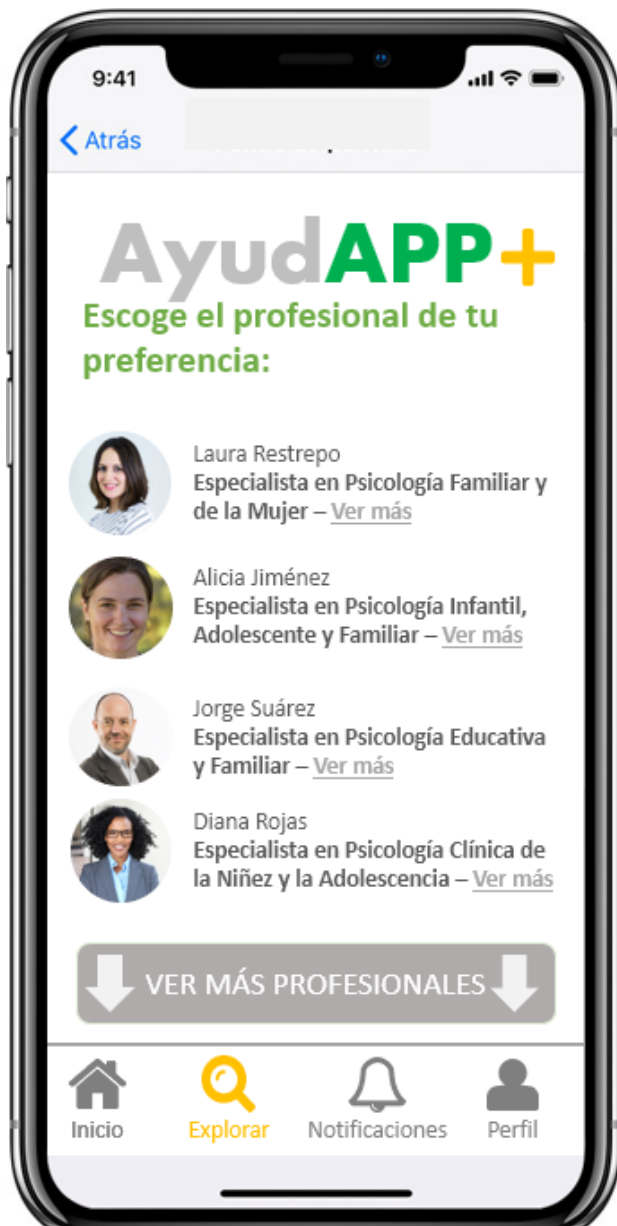 9:41
Atrás
AyudAPP+
Escoge el profesional de tu
preferencia:
Laura Restrepo
Especialista en Psicología Familiar y
de la Mujer – Ver más
Alicia Jiménez
Especialista en Psicología Infantil,
Adolescente y Familiar – Ver más
Jorge Suárez
Especialista en Psicología Educativa
y Familiar – Ver más
Diana Rojas
Especialista en Psicología Clínica de
la Niñez y la Adolescencia – Ver más
VER MÁS PROFESIONALES
Inicio
Explorar
Notificaciones
Perfil